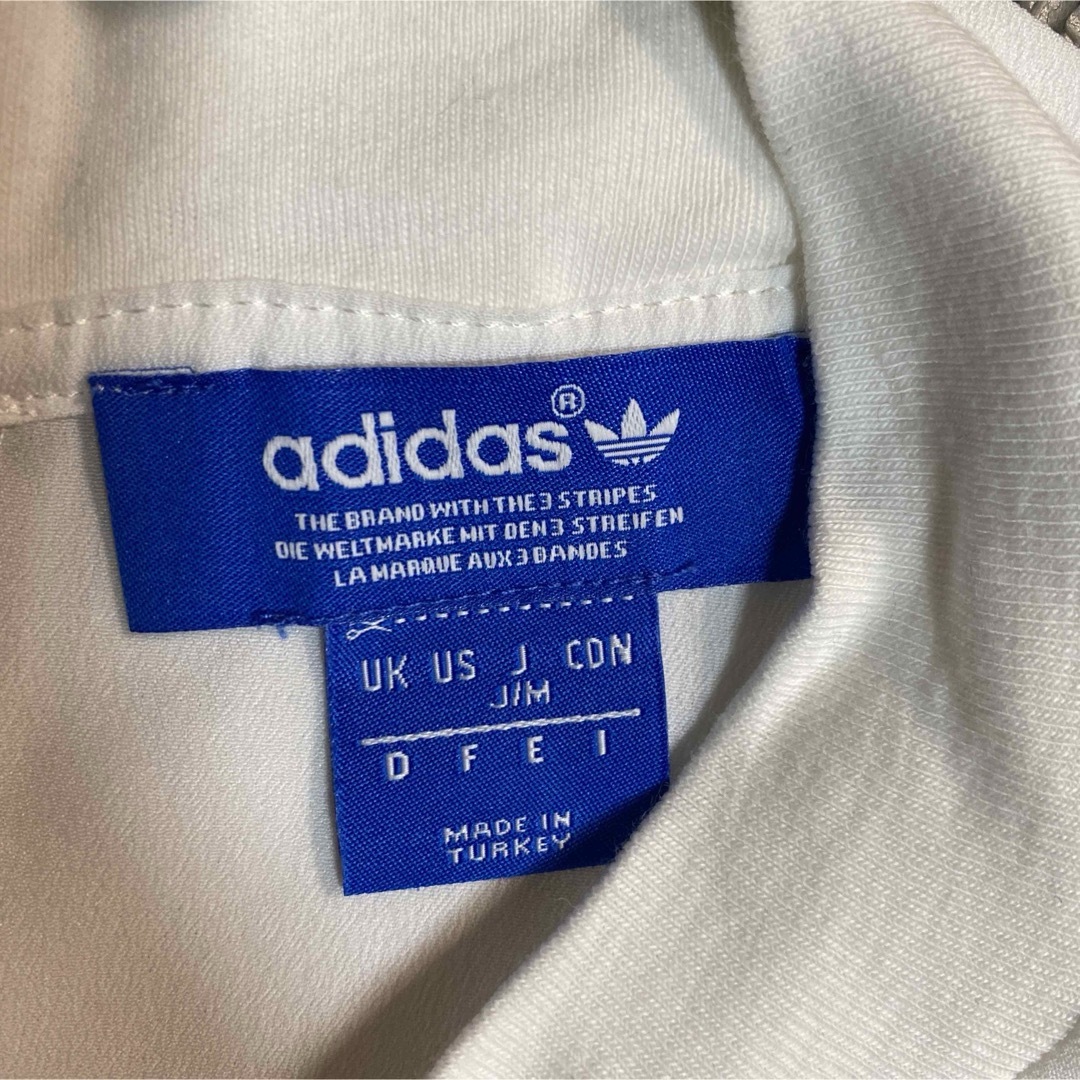 adidas®
THE BRAND WITH THE 3 STRIPES
DIE WELTMARKE MIT DEN 3 STREIFEN
LA MARQUE AUX 3 BANDES
UK US J CDN
J/M
D F E I
MADE IN
TURKEY